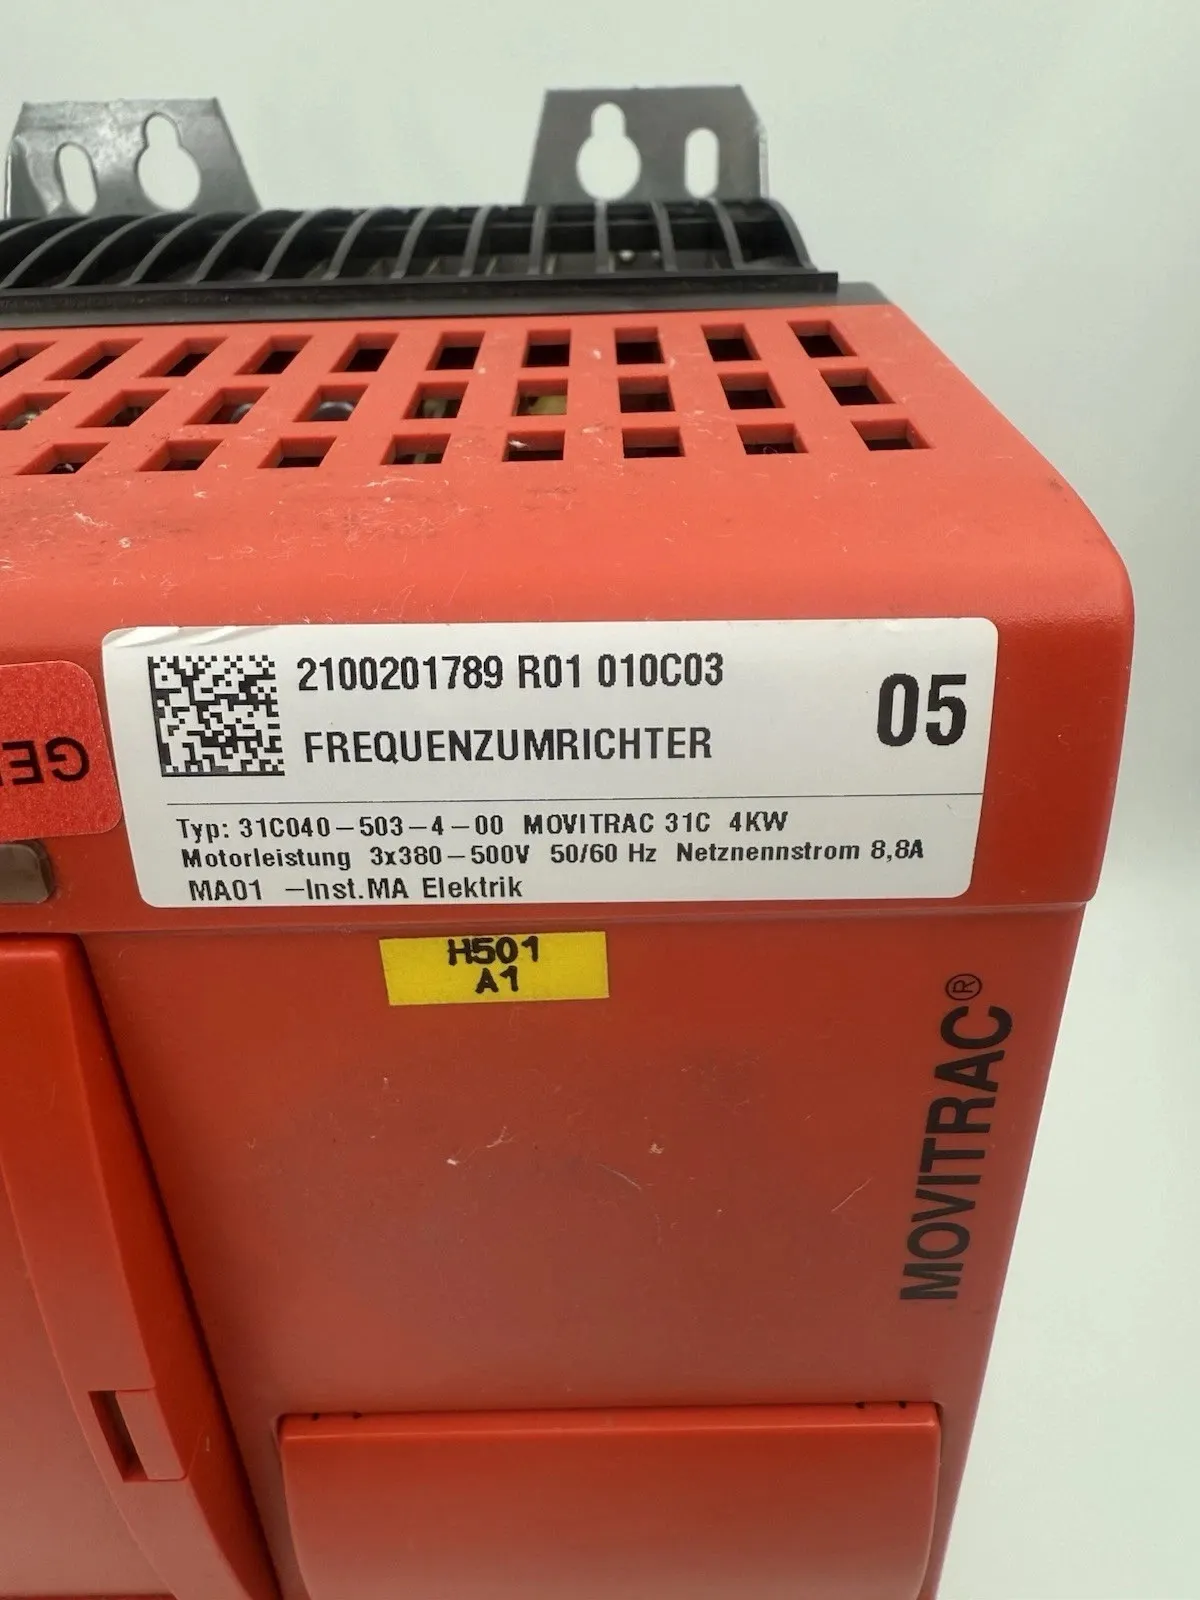 2100201789 R01 010C03
05
FREQUENZUMRICHTER
Typ: 31C040-503-4-00 MOVITRAC 31C 4KW
Motorleistung 3x380-500V 50/60 Hz Netznennstrom 8,8A
MA01 -Inst.MA Elektrik
H501
A1
MOVITRAC®